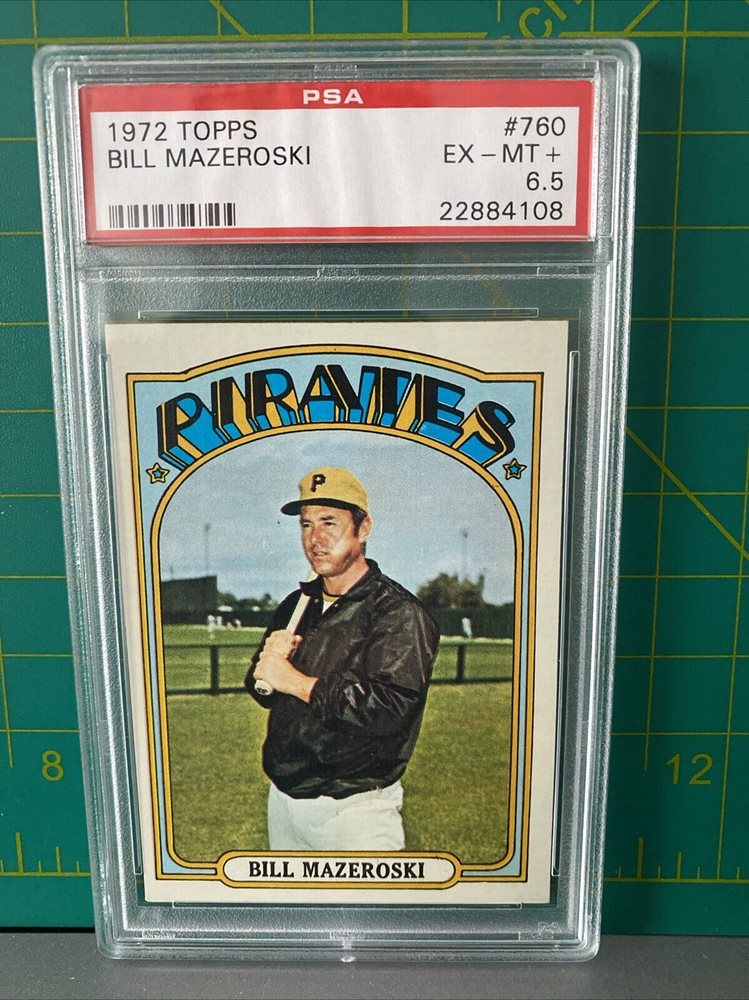 PSA
1972 TOPPS #760
BILL MAZEROSKI EX - MT +
6.5
22884108
PIRATES
P
BILL MAZEROSKI
8
12